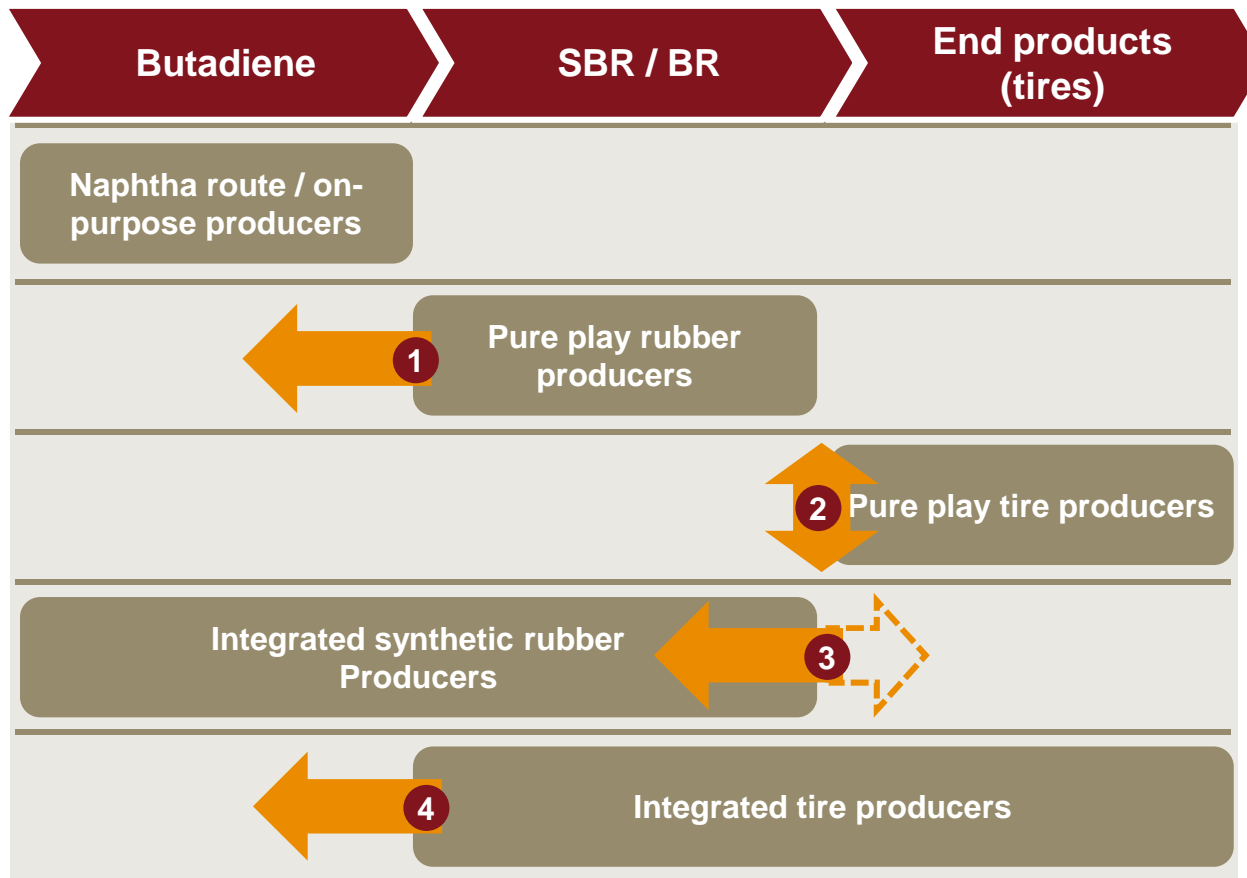 Butadiene
SBR / BR
End products
(tires)
Naphtha route / on-
purpose producers
1
Pure play rubber
producers
2
Pure play tire producers
Integrated synthetic rubber
Producers
3
4
Integrated tire producers